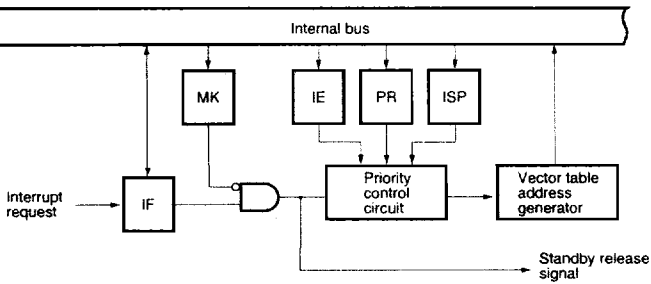 Internal bus
MK
IE
PR
ISP
Interrupt
request
IF
Priority
control
circuit
Vector table
address
generator
Standby release
signal